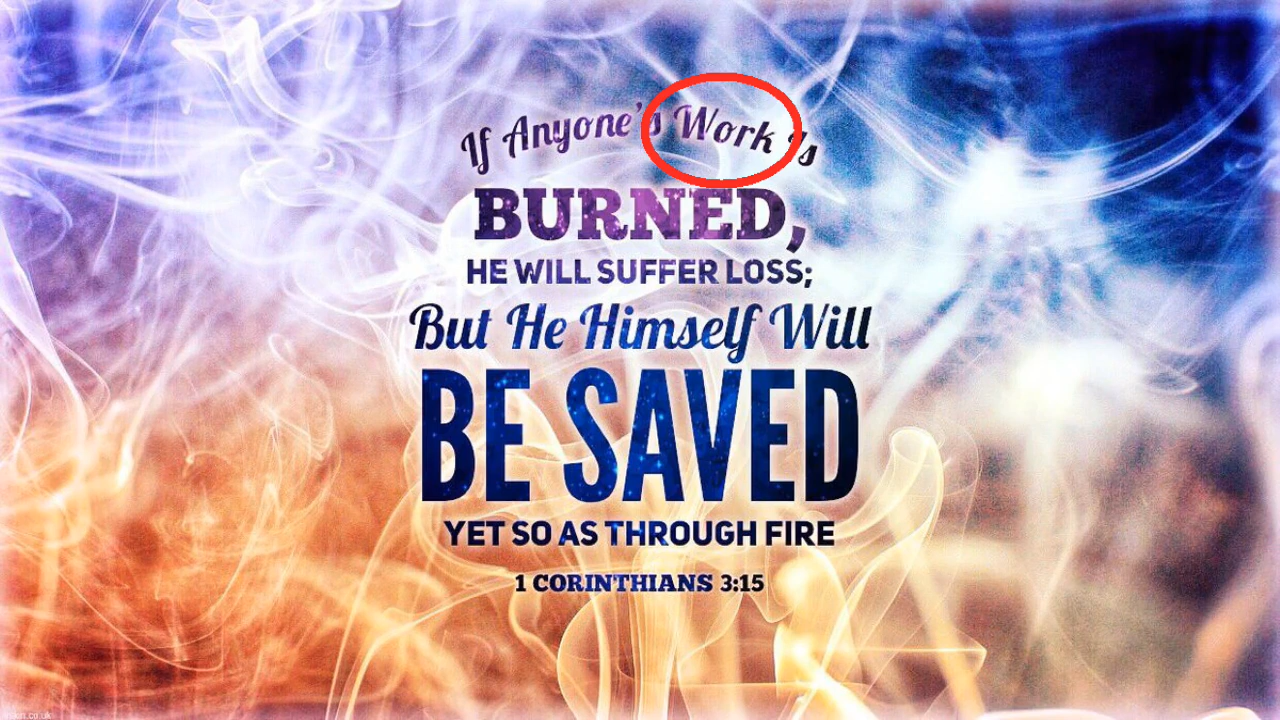 If Anyone's Work Is
BURNED,
HE WILL SUFFER LOSS;
But He Himself Will
BE SAVED
YET SO AS THROUGH FIRE
1 CORINTHIANS 3:15